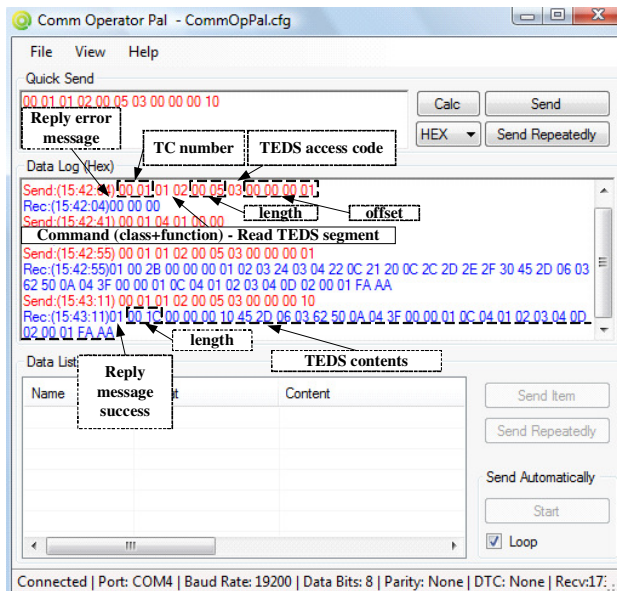 Comm Operator Pal - CommOpPal.cfg
File View Help
Quick Send
00 01 01 02 00 05 03 00 00 00 10
Calc Send
HEX Send Repeatedly
Reply error message
TC number
TEDS access code
Data Log (Hex)
Send:(15:42:04) 00 01 01 02 00 05 03 00 00 00 01
Rec:(15:42:04)00 00 00
length
offset
Send:(15:42:41) 00 01 04 01 00 00
Command (class+function) - Read TEDS segment
Send:(15:42:55) 00 01 01 02 00 05 03 00 00 00 01
Rec:(15:42:55)01 00 2B 00 00 00 01 02 03 24 03 04 22 0C 21 20 0C 2C 2D 2E 2F 30 45 2D 06 03
62 50 0A 04 3F 00 00 01 0C 04 01 02 03 04 0D 02 00 01 FA AA
Send:(15:43:11) 00 01 01 02 00 05 03 00 00 00 10
Rec:(15:43:11)01 00 1C 00 00 00 10 45 2D 06 03 62 50 0A 04 3F 00 00 01 0C 04 01 02 03 04 0D
02 00 01 FA AA
length
TEDS contents
Reply message success
Data List
Name Content
Send Item
Send Repeatedly
Send Automatically
Start
Loop
Connected | Port: COM4 | Baud Rate: 19200 | Data Bits: 8 | Parity: None | DTC: None | Recv:17